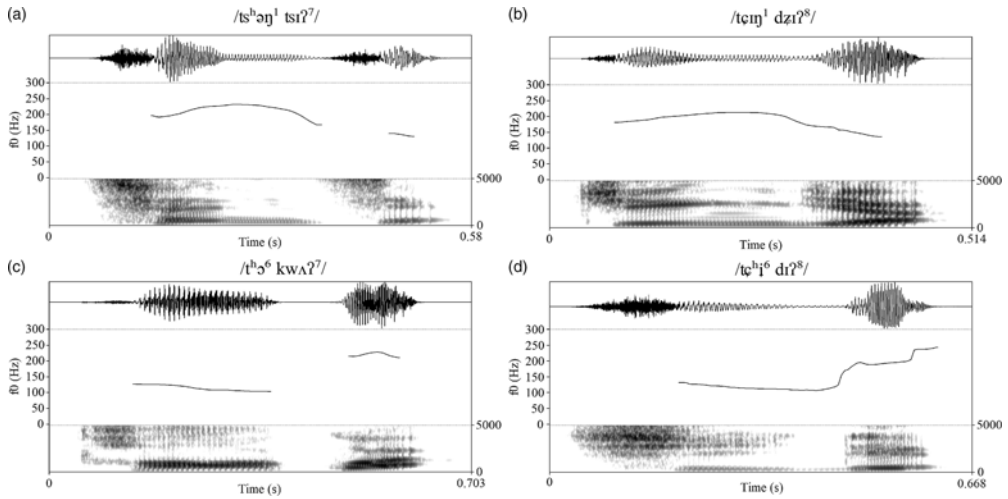 (a)
/tsʰəŋ¹ tsɪʔ⁷/
300
250
200
150
100
50
0
f0 (Hz)
5000
0
0
Time (s)
0.58
(b)
/tɕɪŋ¹ dʑɪʔ⁸/
300
250
200
150
100
50
0
f0 (Hz)
5000
0
0
Time (s)
0.514
(c)
/tʰɔ⁶ kwʌʔ⁷/
300
250
200
150
100
50
0
f0 (Hz)
5000
0
0
Time (s)
0.703
(d)
/tɕʰi̝⁶ dɪʔ⁸/
300
250
200
150
100
50
0
f0 (Hz)
5000
0
0
Time (s)
0.668